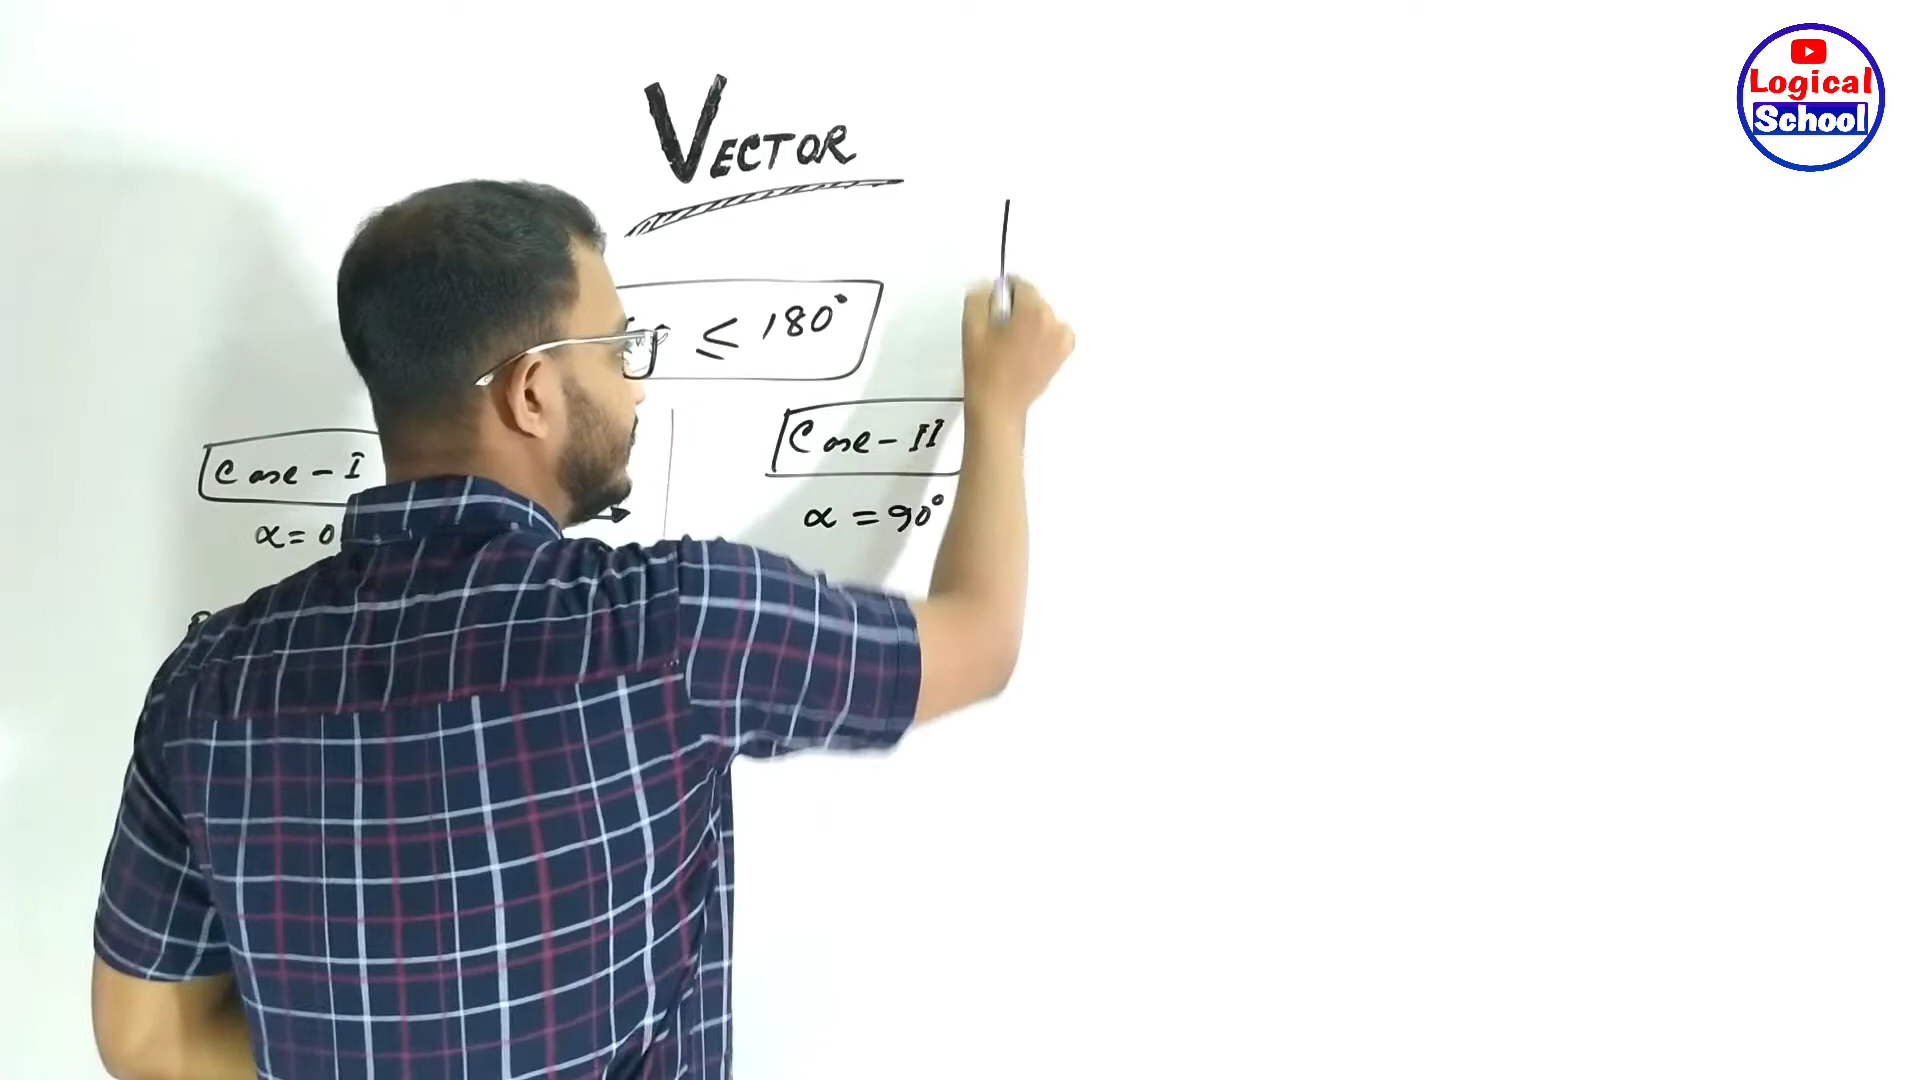 VECTOR
≤ 180°
Case - I
α = 0
Case - II
α = 90°
Logical
School